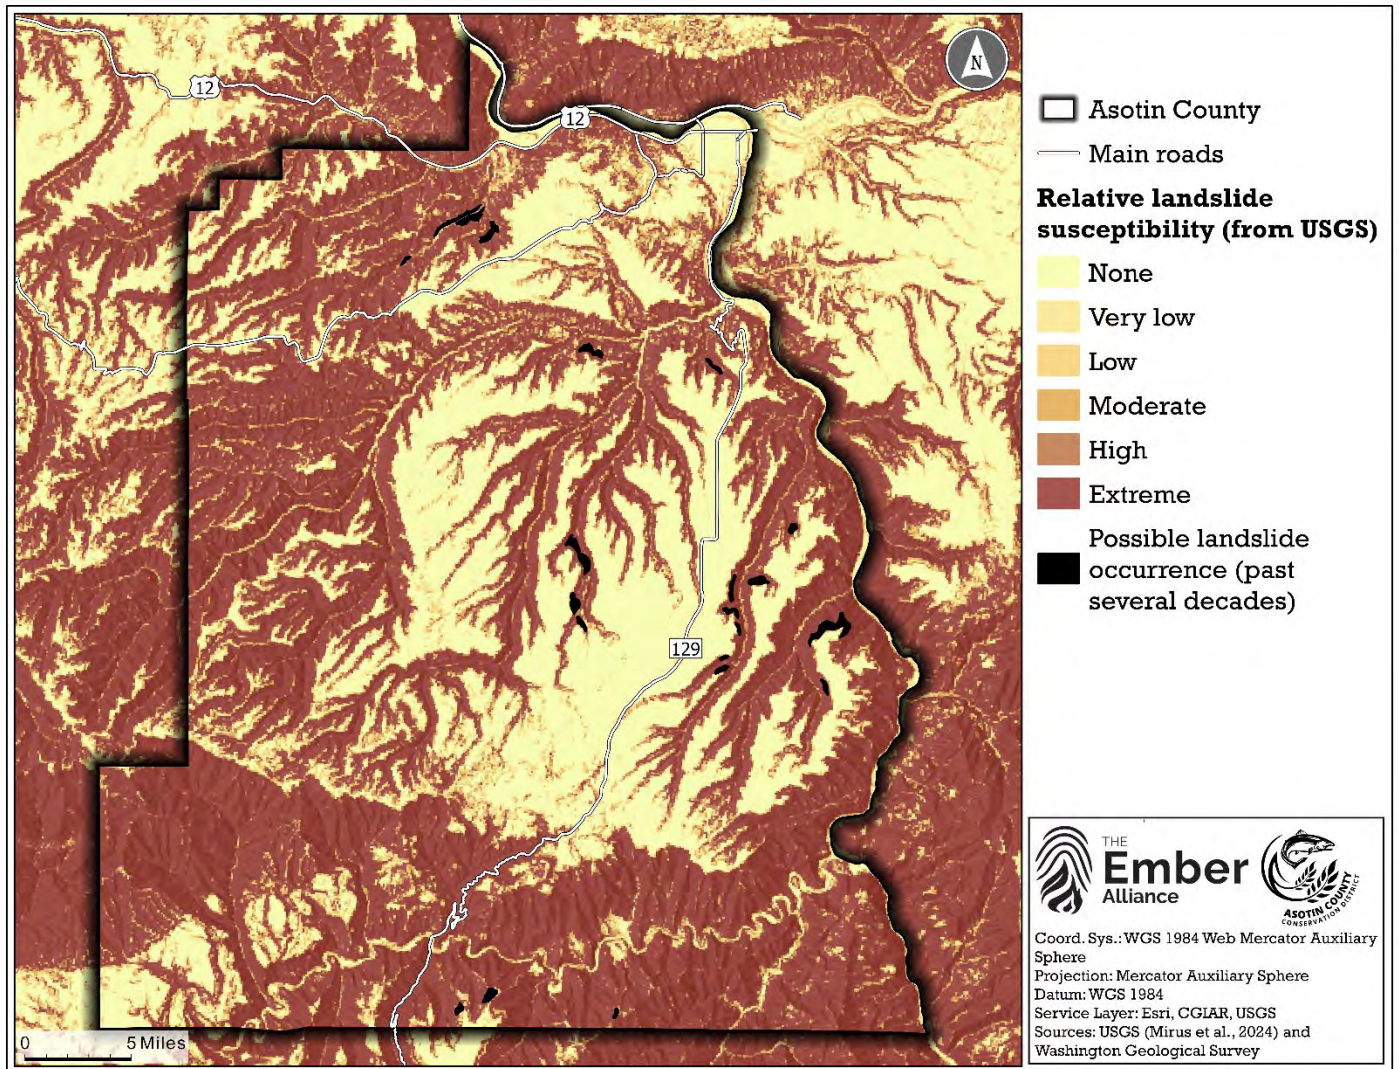 12
12
N
129
0 5 Miles
Asotin County
Main roads
Relative landslide
susceptibility (from USGS)
None
Very low
Low
Moderate
High
Extreme
Possible landslide
occurrence (past
several decades)
THE
Ember
Alliance
ASOTIN COUNTY
CONSERVATION DISTRICT
Coord. Sys.: WGS 1984 Web Mercator Auxiliary
Sphere
Projection: Mercator Auxiliary Sphere
Datum: WGS 1984
Service Layer: Esri, CGIAR, USGS
Sources: USGS (Mirus et al., 2024) and
Washington Geological Survey